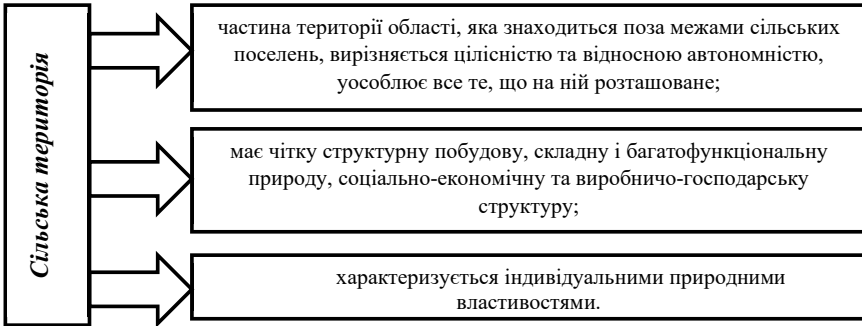 Сільська територія
частина території області, яка знаходиться поза межами сільських
поселень, вирізняється цілісністю та відносною автономністю,
уособлює все те, що на ній розташоване;
має чітку структурну побудову, складну і багатофункціональну
природу, соціально-економічну та виробничо-господарську
структуру;
характеризується індивідуальними природними
властивостями.